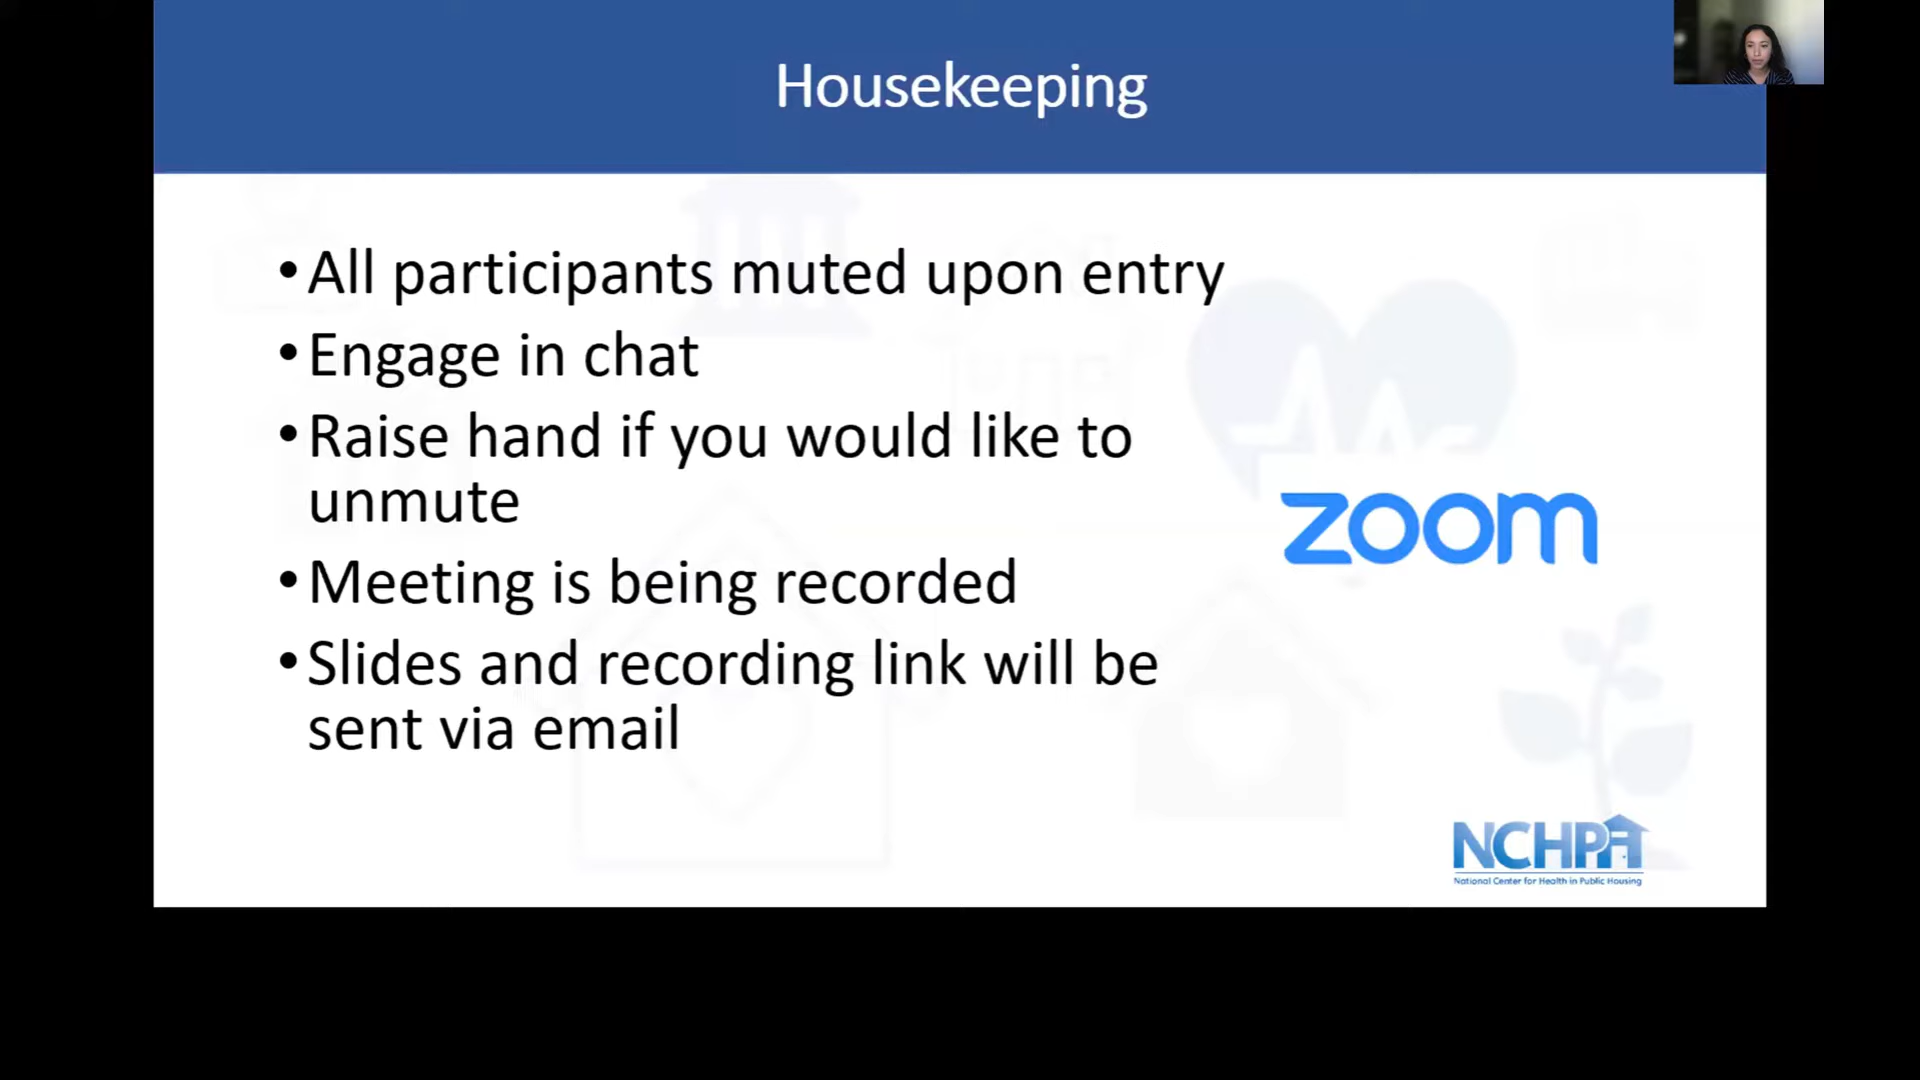 Housekeeping
•All participants muted upon entry
•Engage in chat
•Raise hand if you would like to
unmute
•Meeting is being recorded
•Slides and recording link will be
sent via email
zoom
NCHPH
National Center for Health in Public Housing